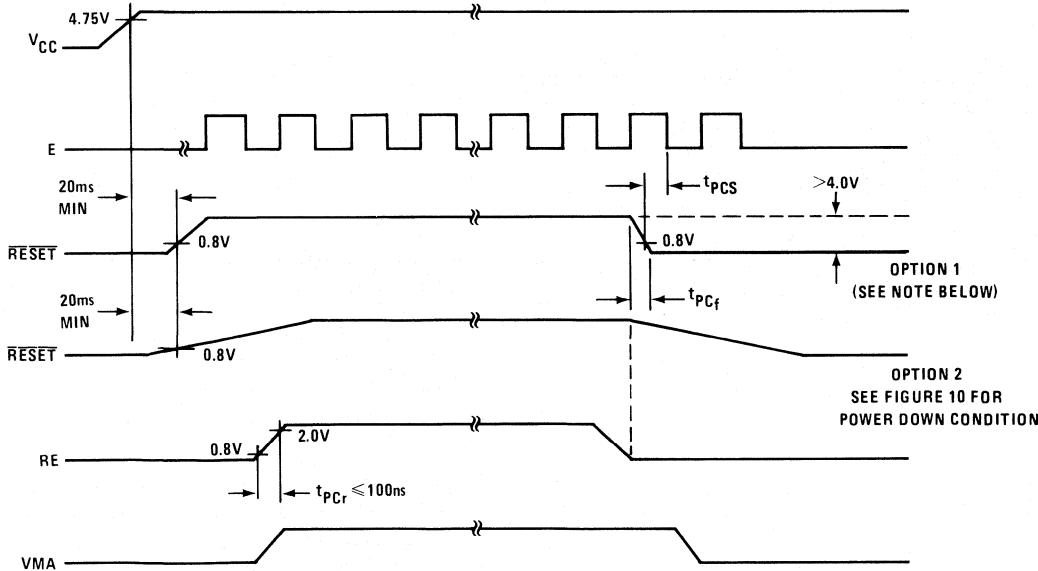 4.75V
VCC
E
20ms
MIN
tPCS
>4.0V
0.8V
0.8V
RESET
OPTION 1
(SEE NOTE BELOW)
tPCf
20ms
MIN
0.8V
RESET
OPTION 2
SEE FIGURE 10 FOR
POWER DOWN CONDITION
0.8V
2.0V
RE
tPCr ≤100ns
VMA